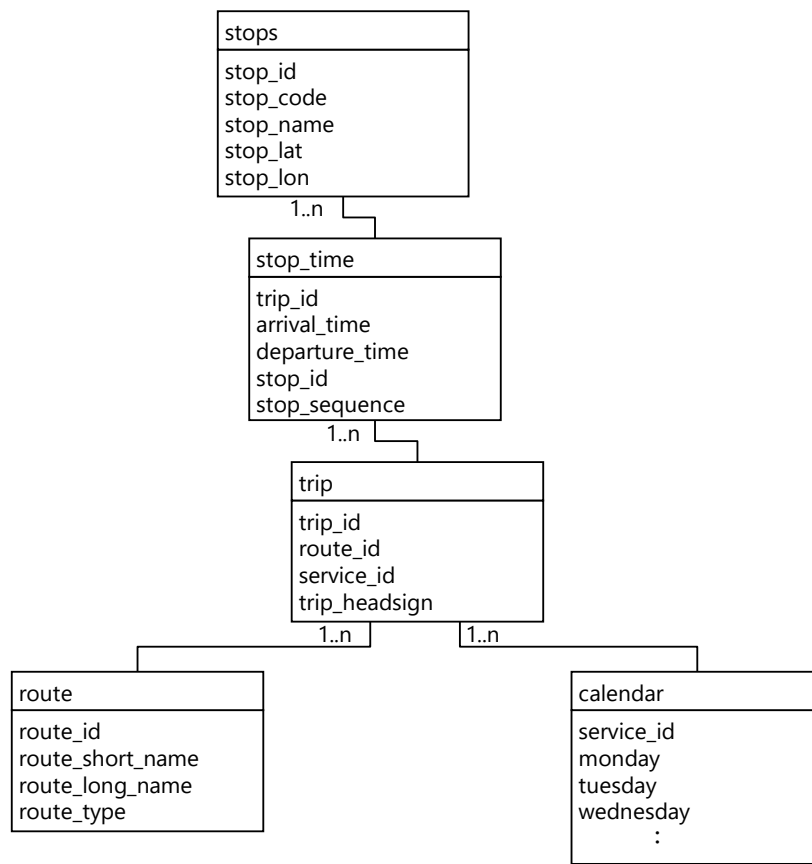 stops
stop_id
stop_code
stop_name
stop_lat
stop_lon
1..n
stop_time
trip_id
arrival_time
departure_time
stop_id
stop_sequence
1..n
trip
trip_id
route_id
service_id
trip_headsign
1..n
1..n
route
route_id
route_short_name
route_long_name
route_type
calendar
service_id
monday
tuesday
wednesday
: